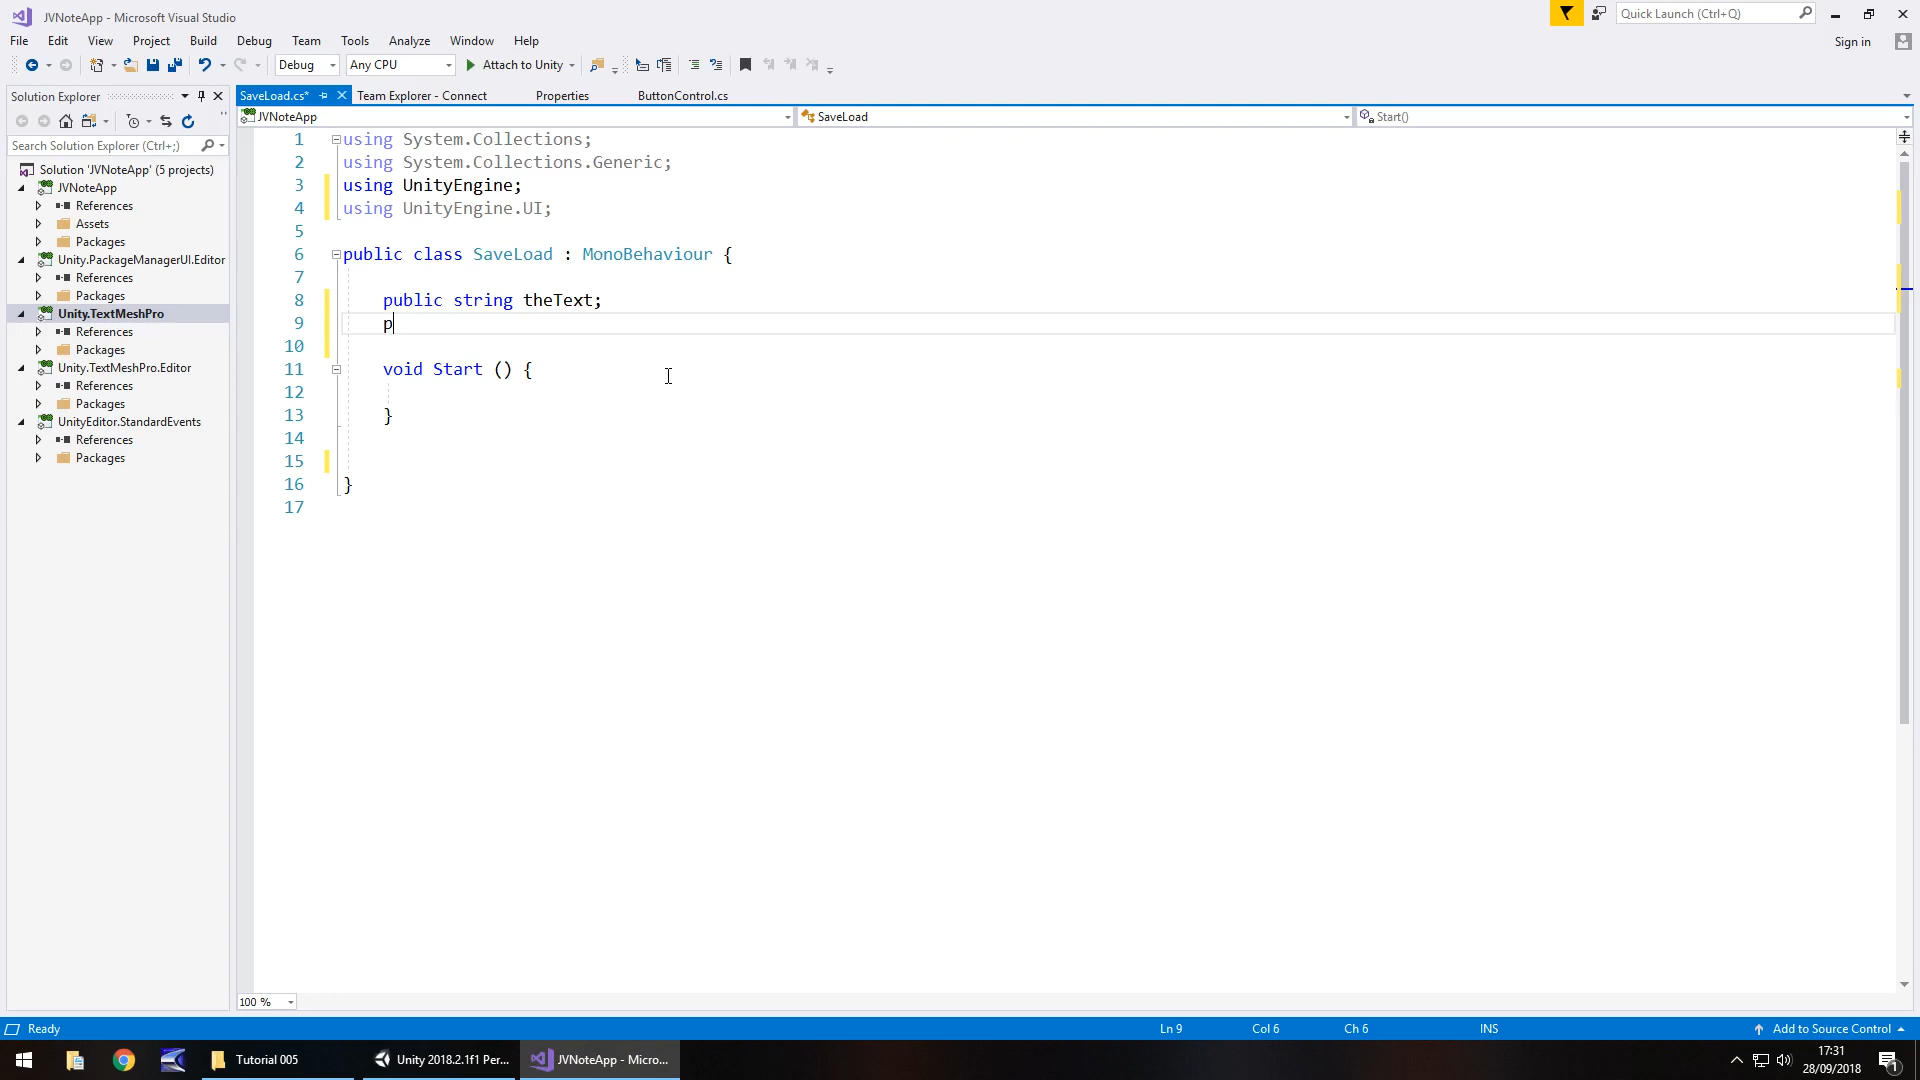 JVNoteApp - Microsoft Visual Studio
Quick Launch (Ctrl+Q)
File Edit View Project Build Debug Team Tools Analyze Window Help
Sign in
Debug Any CPU Attach to Unity
Solution Explorer
SaveLoad.cs* Team Explorer - Connect Properties ButtonControl.cs
JVNoteApp SaveLoad Start()
Search Solution Explorer (Ctrl+;)
Solution 'JVNoteApp' (5 projects)
JVNoteApp
References
Assets
Packages
Unity.PackageManagerUI.Editor
References
Packages
Unity.TextMeshPro
References
Packages
Unity.TextMeshPro.Editor
References
Packages
UnityEditor.StandardEvents
References
Packages
1 using System.Collections;
2 using System.Collections.Generic;
3 using UnityEngine;
4 using UnityEngine.UI;
5
6 public class SaveLoad : MonoBehaviour {
7
8 public string theText;
9 p
10
11 void Start () {
12
13 }
14
15
16 }
17
100 %
Ready Ln 9 Col 6 Ch 6 INS Add to Source Control
Tutorial 005 Unity 2018.2.1f1 Per... JVNoteApp - Micro...
17:31
28/09/2018
1